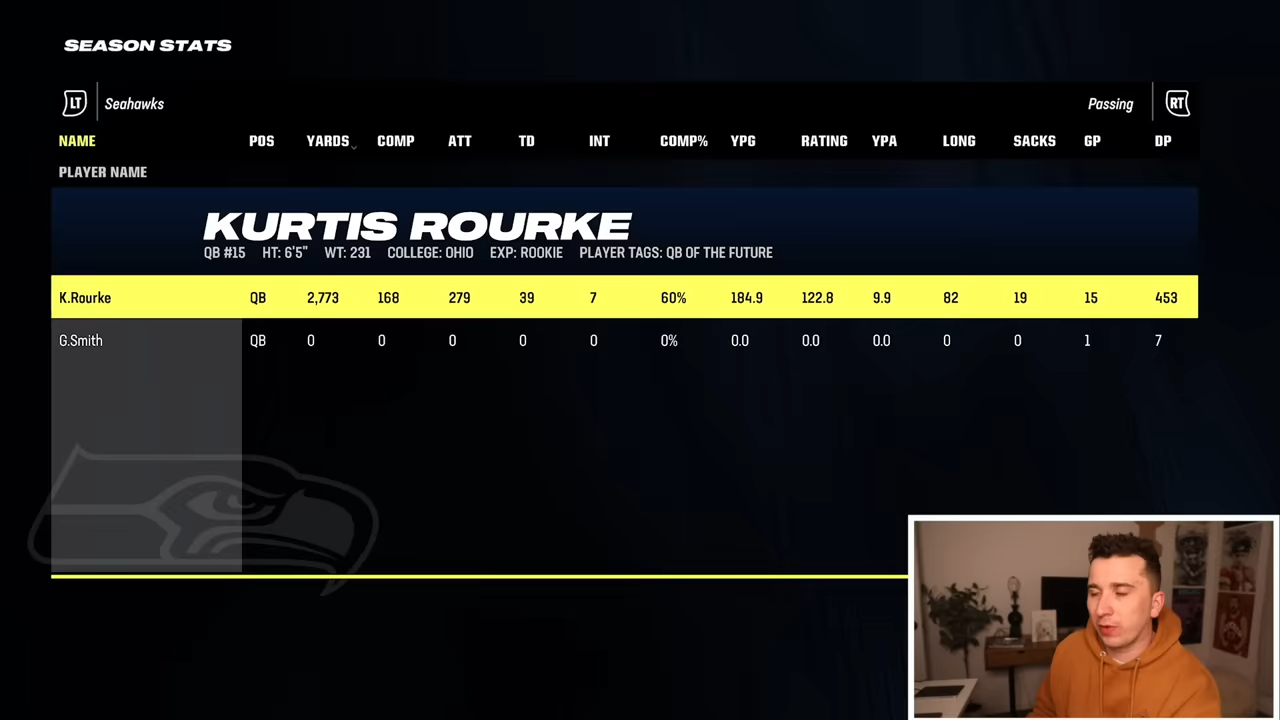 SEASON STATS
LT Seahawks Passing RT
NAME POS YARDS COMP ATT TD INT COMP% YPG RATING YPA LONG SACKS GP DP
PLAYER NAME
KURTIS ROURKE
QB #15 HT: 6'5" WT: 231 COLLEGE: OHIO EXP: ROOKIE PLAYER TAGS: QB OF THE FUTURE
K.Rourke QB 2,773 168 279 39 7 60% 184.9 122.8 9.9 82 19 15 453
G.Smith QB 0 0 0 0 0 0% 0.0 0.0 0.0 0 0 1 7